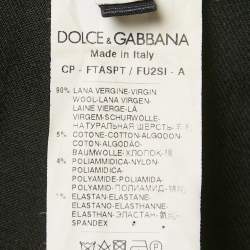 DOLCE & GABBANA
Made in Italy
CP - FTASPT / FU2SI - A
90% LANA VERGINE-VIRGIN
WOOL-LANA VIRGEN-
LAINE VIERGE-LÃ
VIRGEM-SCHURWOLLE-
НАТУРАЛЬНАЯ ШЕРСТЬ-
5% COTONE-COTTON-ALGODON
COTON-ALGODÃO-
BAUMWOLLE-ХЛОПОК-
4% POLIAMMIDICA-NYLON-
POLIAMIDA-POLYAMIDE-
POLYAMID-ПОЛИАМИД-
1% ELASTAN-ELASTANE-
ELASTANO-ELASTHANNE-
ELASTHAN-ЭЛАСТАН-
SPANDEX